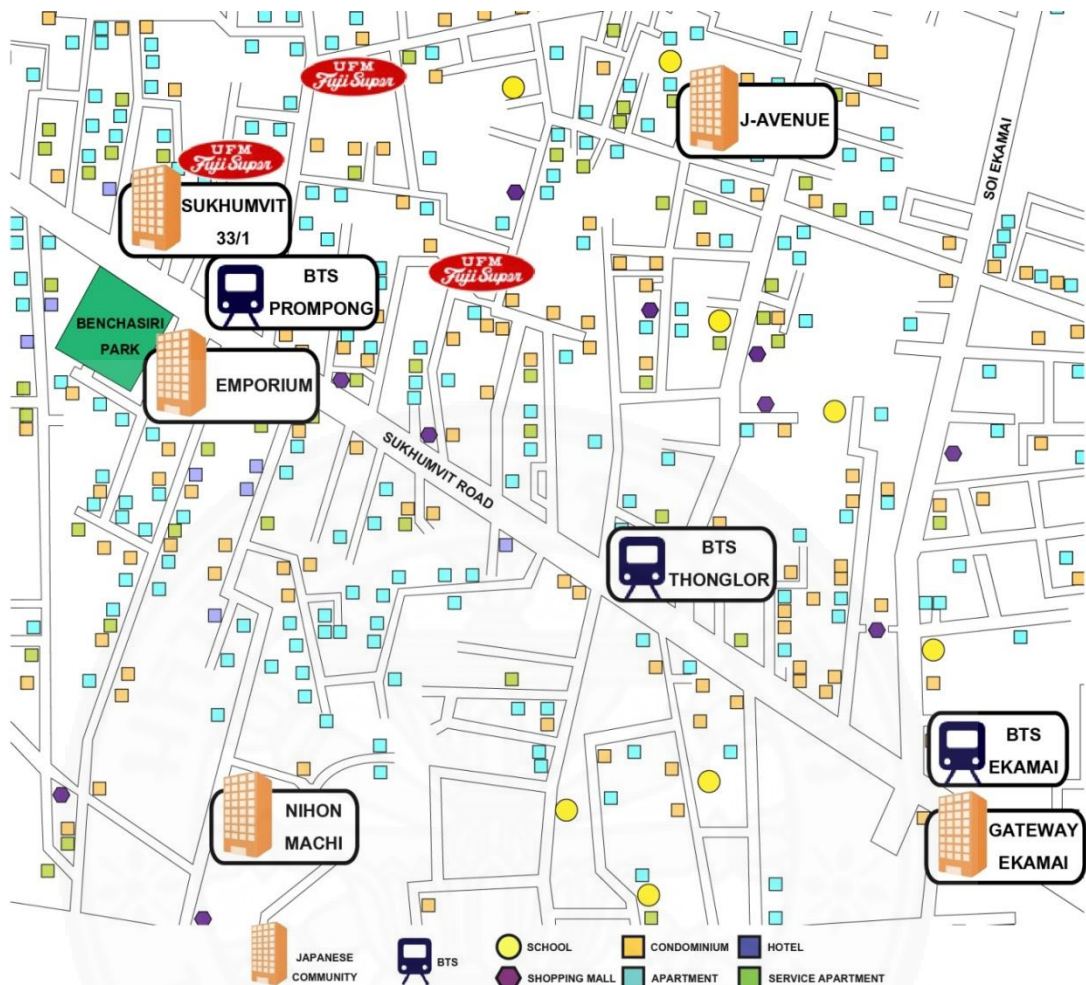 UFM
Fuji Super
J-AVENUE
UFM
Fuji Super
SUKHUMVIT
33/1
SOI EKAMAI
UFM
Fuji Super
BTS
PROMPONG
BENCHASIRI
PARK
EMPORIUM
SUKHUMVIT ROAD
BTS
THONGLOR
BTS
EKAMAI
NIHON
MACHI
GATEWAY
EKAMAI
JAPANESE
COMMUNITY
BTS
SCHOOL
CONDOMINIUM
HOTEL
SHOPPING MALL
APARTMENT
SERVICE APARTMENT